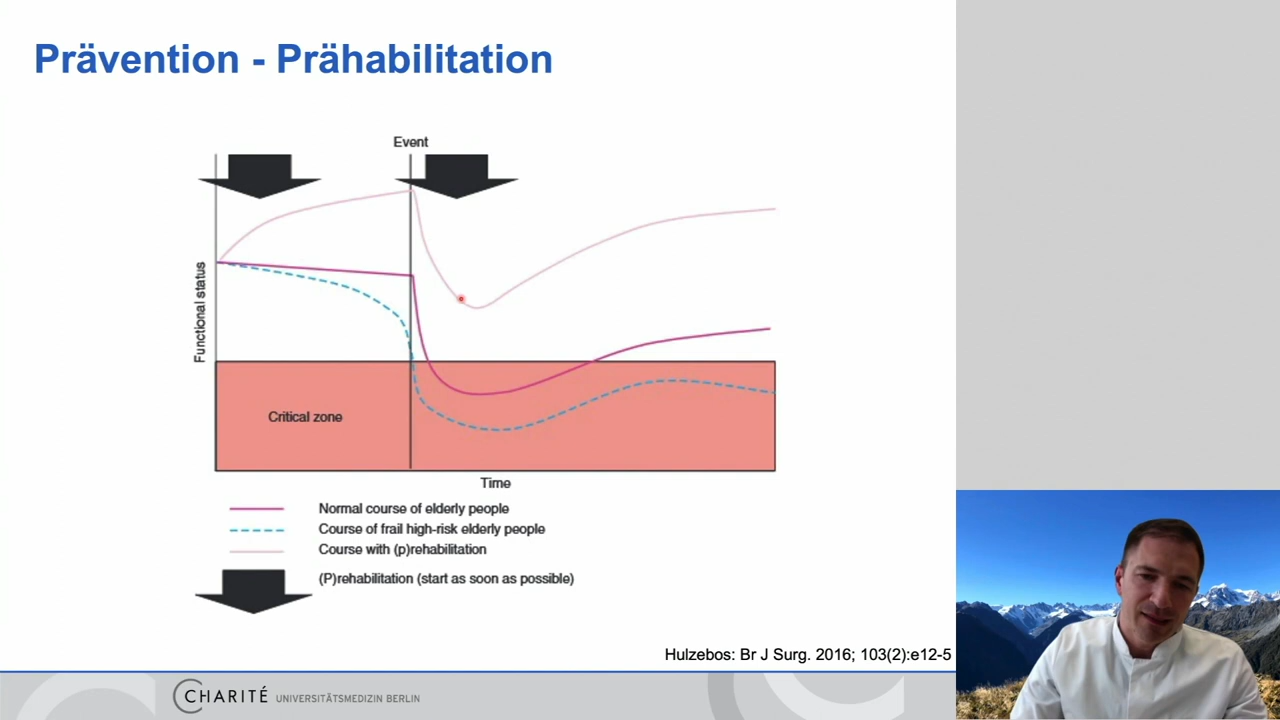 Prävention - Prähabilitation
Event
Functional status
Critical zone
Time
Normal course of elderly people
Course of frail high-risk elderly people
Course with (p)rehabilitation
(P)rehabilitation (start as soon as possible)
Hulzebos: Br J Surg. 2016; 103(2):e12-5
CHARITÉ UNIVERSITÄTSMEDIZIN BERLIN